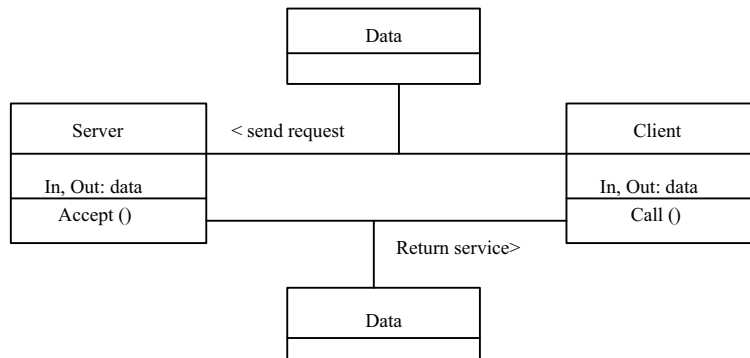 Data
Server
< send request
Client
In, Out: data
In, Out: data
Accept ()
Call ()
Return service>
Data